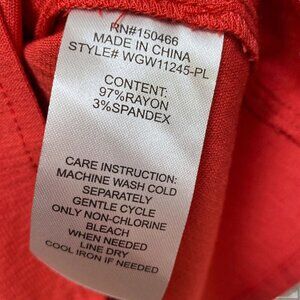 RN#150466
MADE IN CHINA
STYLE# WGW11245-PL
CONTENT:
97%RAYON
3%SPANDEX
CARE INSTRUCTION:
MACHINE WASH COLD
SEPARATELY
GENTLE CYCLE
ONLY NON-CHLORINE
BLEACH
WHEN NEEDED
LINE DRY
COOL IRON IF NEEDED